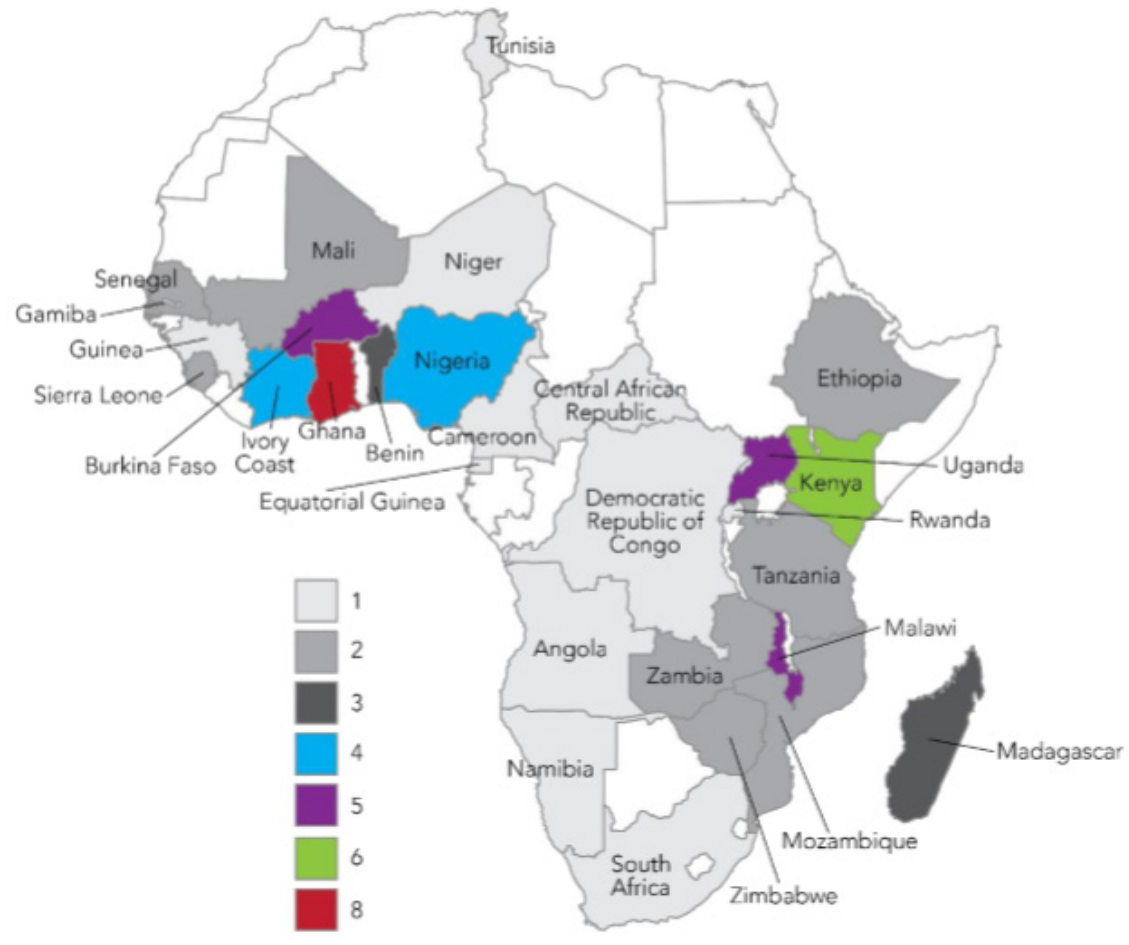 Tunisia
Mali
Niger
Senegal
Gamiba
Guinea
Sierra Leone
Burkina Faso
Ivory
Coast
Ghana
Benin
Nigeria
Cameroon
Central African
Republic
Equatorial Guinea
Ethiopia
Uganda
Kenya
Rwanda
Democratic
Republic of
Congo
Tanzania
Malawi
Angola
Zambia
Namibia
Madagascar
Mozambique
Zimbabwe
South
Africa
1
2
3
4
5
6
8